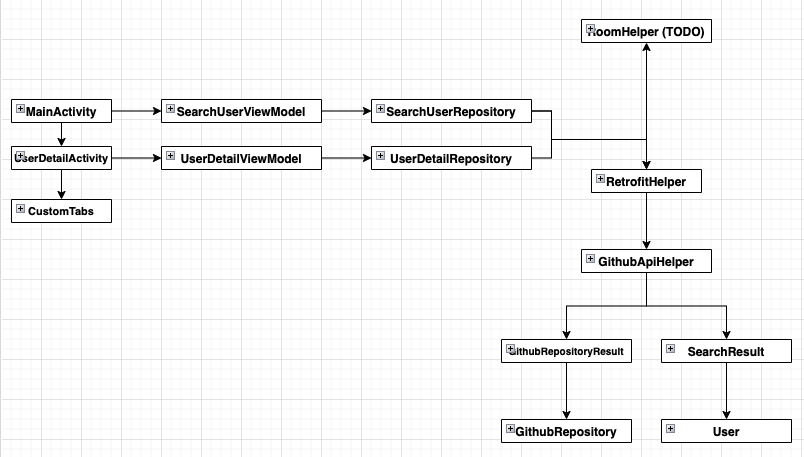 RoomHelper (TODO)
MainActivity
SearchUserViewModel
SearchUserRepository
UserDetailActivity
UserDetailViewModel
UserDetailRepository
RetrofitHelper
CustomTabs
GithubApiHelper
GithubRepositoryResult
SearchResult
GithubRepository
User